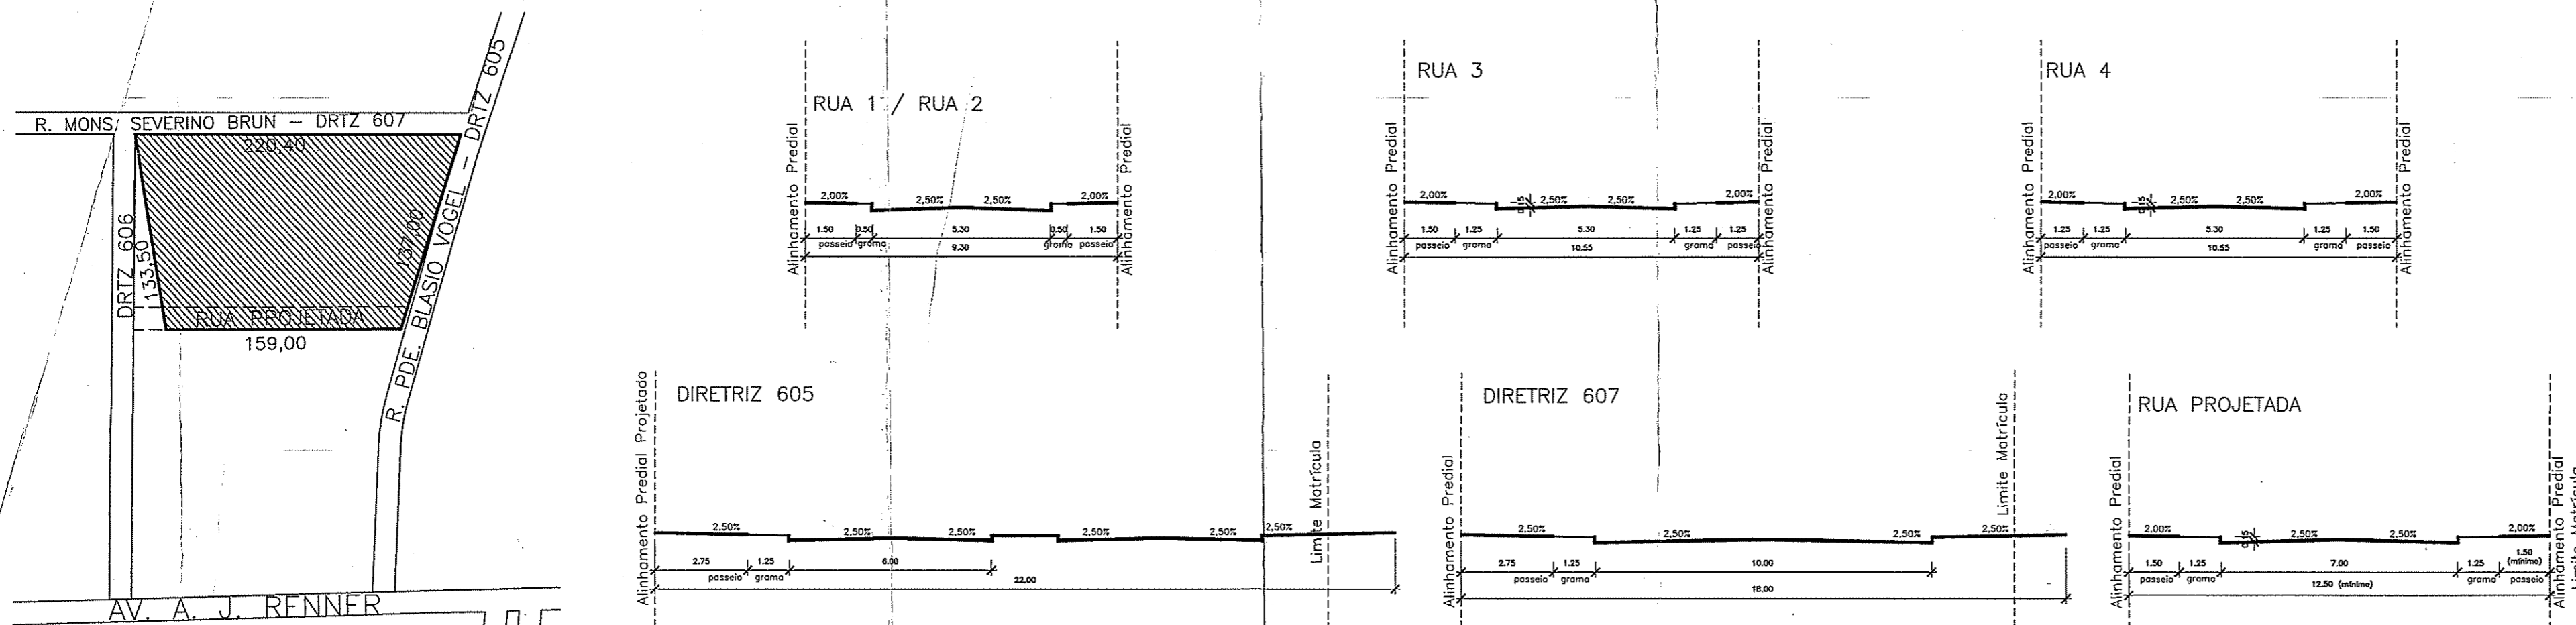 R. MONS. SEVERINO BRUN — DRTZ 607
220,40
DRTZ 606
133,50
137,00
R. PDE. BLASIO VOGEL — DRTZ 605
RUA PROJETADA
159,00
AV. A. J. RENNER
RUA 1 / RUA 2
Alinhamento Predial
Alinhamento Predial
2,00% 2,50% 2,50% 2,00%
1.50 0.50 5.30 0.50 1.50
passeio grama grama passeio
9.30
RUA 3
Alinhamento Predial
Alinhamento Predial
2,00% 0,15 2,50% 2,50% 2,00%
1.50 1.25 5.30 1.25 1.25
passeio grama grama passeio
10.55
RUA 4
Alinhamento Predial
Alinhamento Predial
2,00% 0,15 2,50% 2,50% 2,00%
1.25 1.25 5.30 1.25 1.50
passeio grama grama passeio
10.55
DIRETRIZ 605
Alinhamento Predial Projetado
Limite Matrícula
2,50% 2,50% 2,50% 2,50% 2,50% 2,50%
2.75 1.25 6.00
passeio grama
22.00
DIRETRIZ 607
Alinhamento Predial
Limite Matrícula
2,50% 2,50% 2,50% 2,50%
2.75 1.25 10.00
passeio grama
18.00
RUA PROJETADA
Alinhamento Predial
Alinhamento Predial
Limite Matrícula
2,00% 0,15 2,50% 2,50% 2,00%
1.50 1.25 7.00 1.25 1.50
(mínimo)
passeio grama grama passeio
12.50 (mínimo)